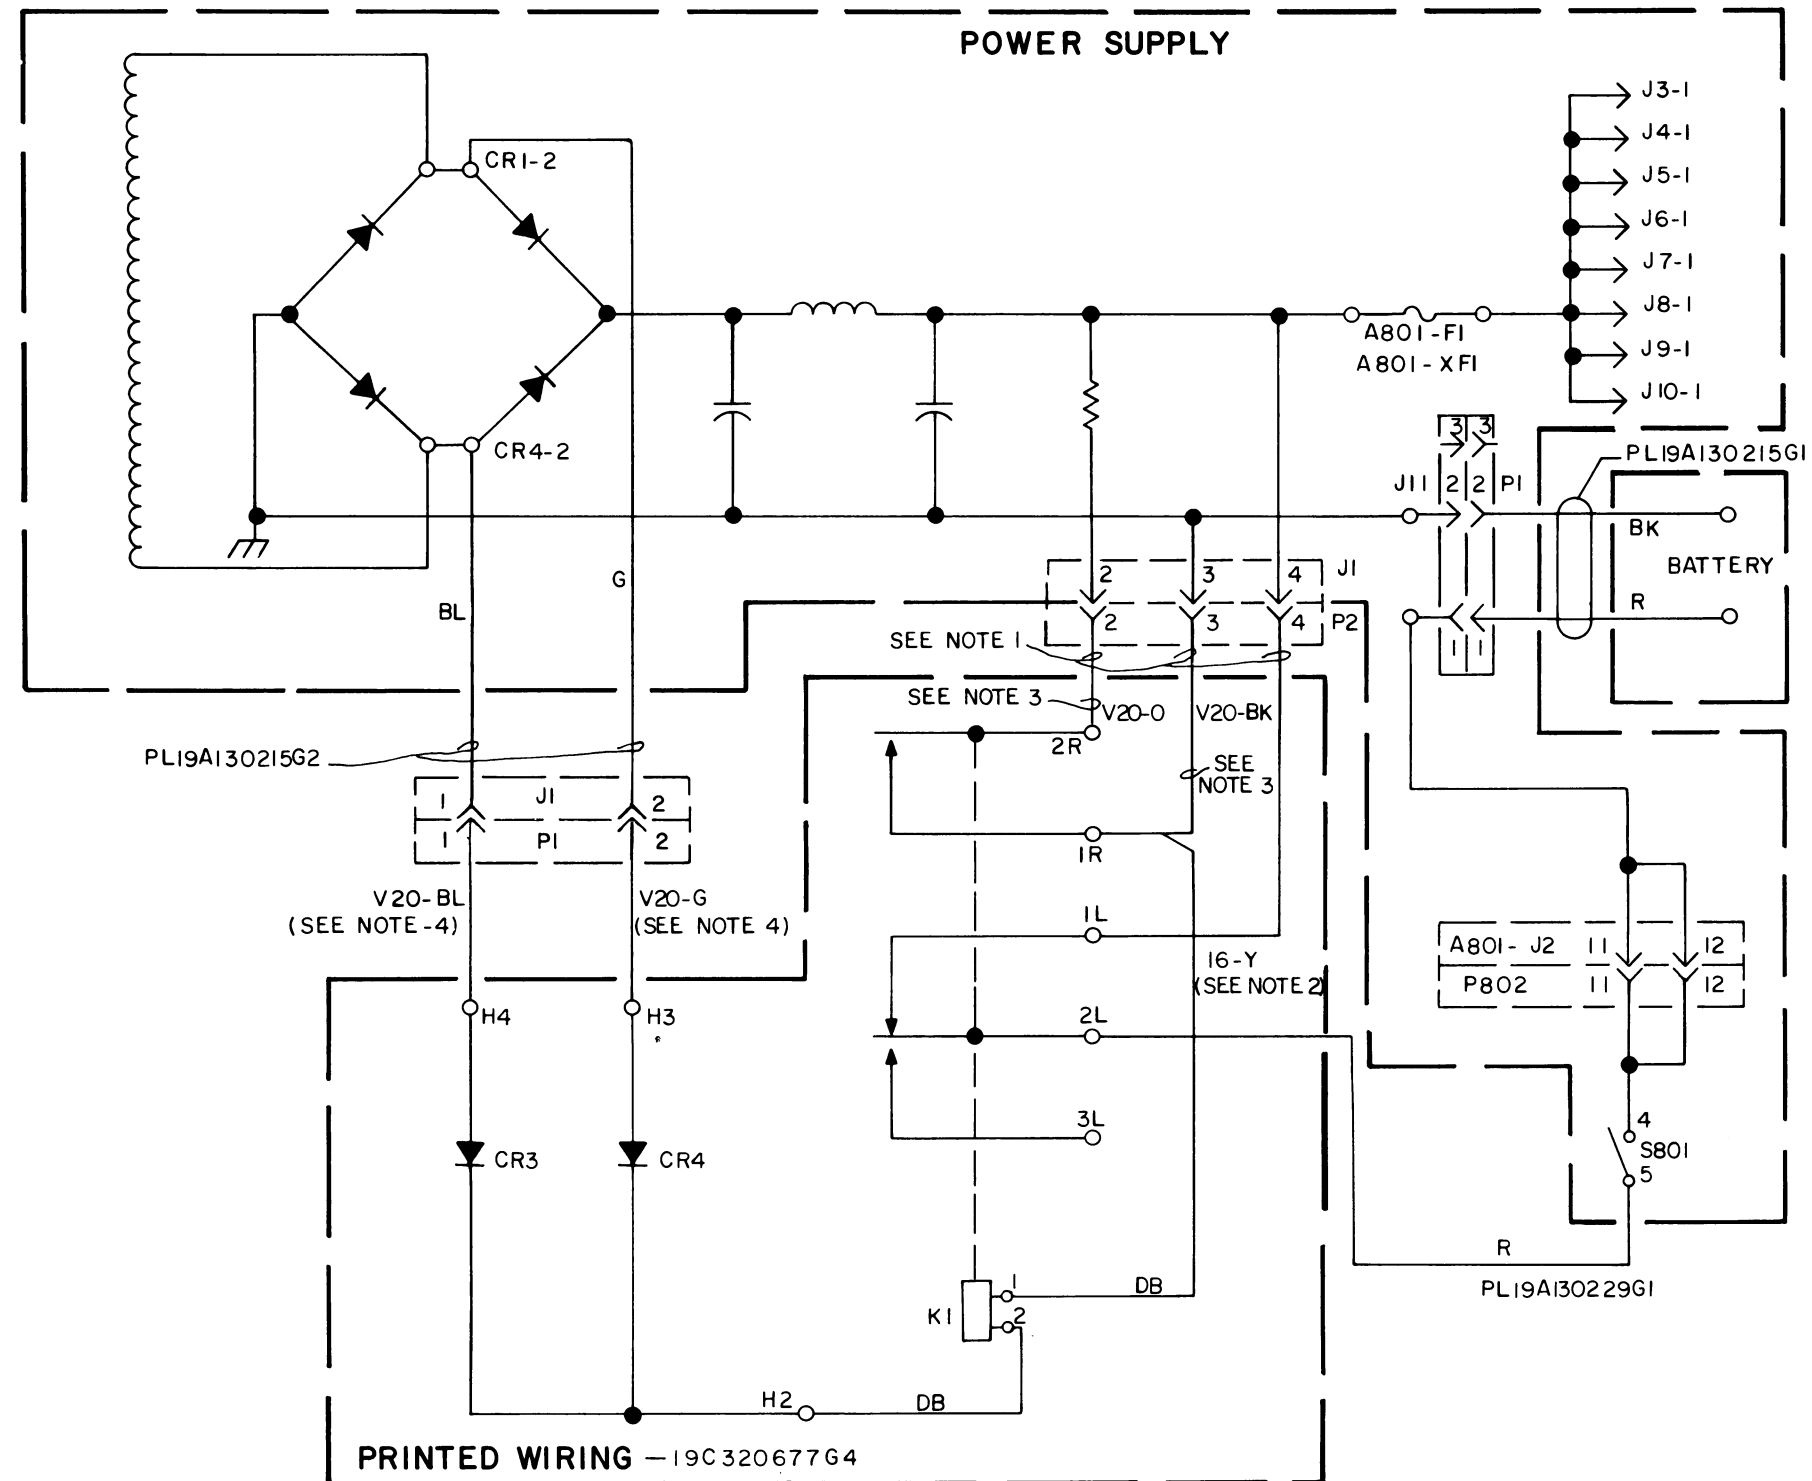 POWER SUPPLY
J3-1
J4-1
CR1-2
J5-1
J6-1
J7-1
J8-1
A801-F1
J9-1
A801-XF1
J10-1
3 3
CR4-2
PL19A130215G1
J11 2 2 P1
BK
BATTERY
2 3 4 J1
G
R
BL
2 3 4 P2
SEE NOTE 1
1 1
SEE NOTE 3
V20-O V20-BK
2R
PL19A130215G2
SEE
NOTE 3
1 J1 2
1 P1 2
1R
V20-BL
(SEE NOTE-4)
V20-G
(SEE NOTE 4)
1L
A801-J2 11 12
16-Y
(SEE NOTE 2)
P802 11 12
H4 H3
2L
3L
4
S801
5
CR3 CR4
R
1
DB
PL19A130229G1
K1
2
H2
DB
PRINTED WIRING -19C320677G4